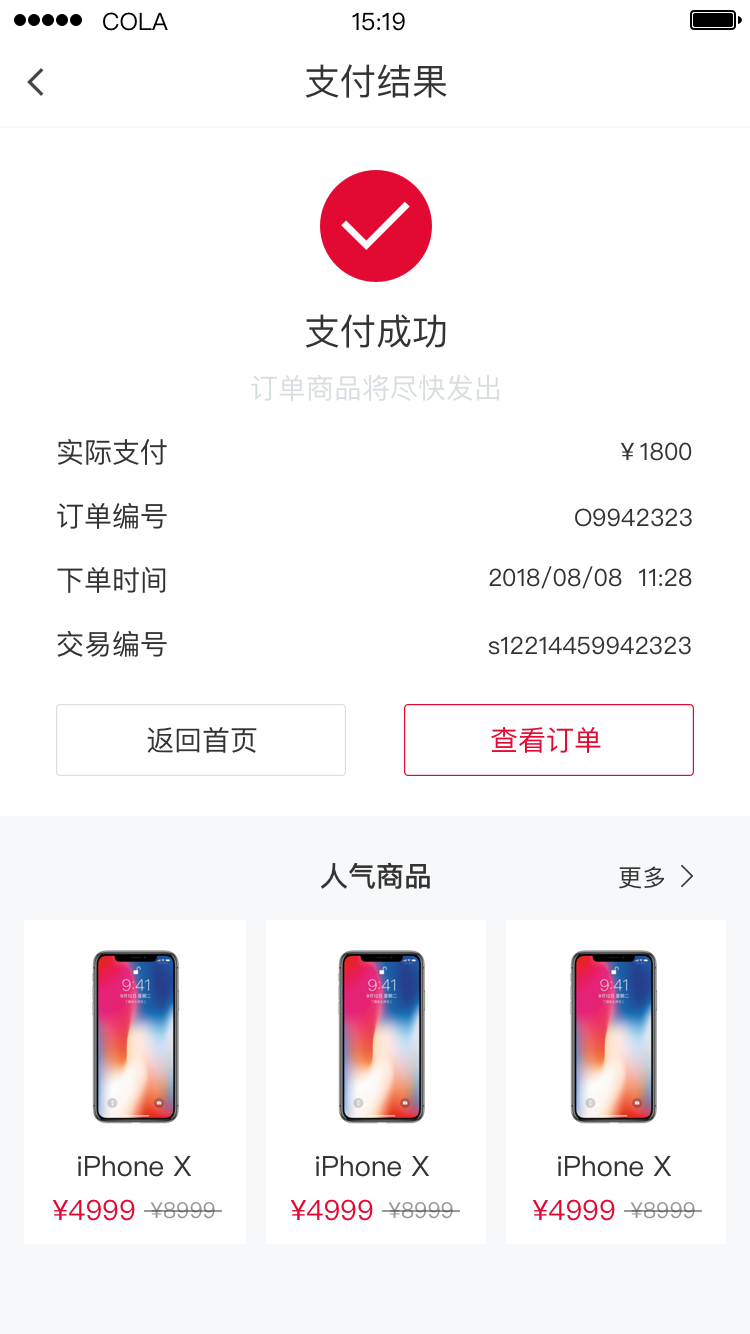 COLA 15:19
支付结果
支付成功
订单商品将尽快发出
实际支付 ¥1800
订单编号 O9942323
下单时间 2018/08/08 11:28
交易编号 s12214459942323
返回首页 查看订单
人气商品 更多
9:41 9:41 9:41
iPhone X iPhone X iPhone X
¥4999 ¥8999 ¥4999 ¥8999 ¥4999 ¥8999